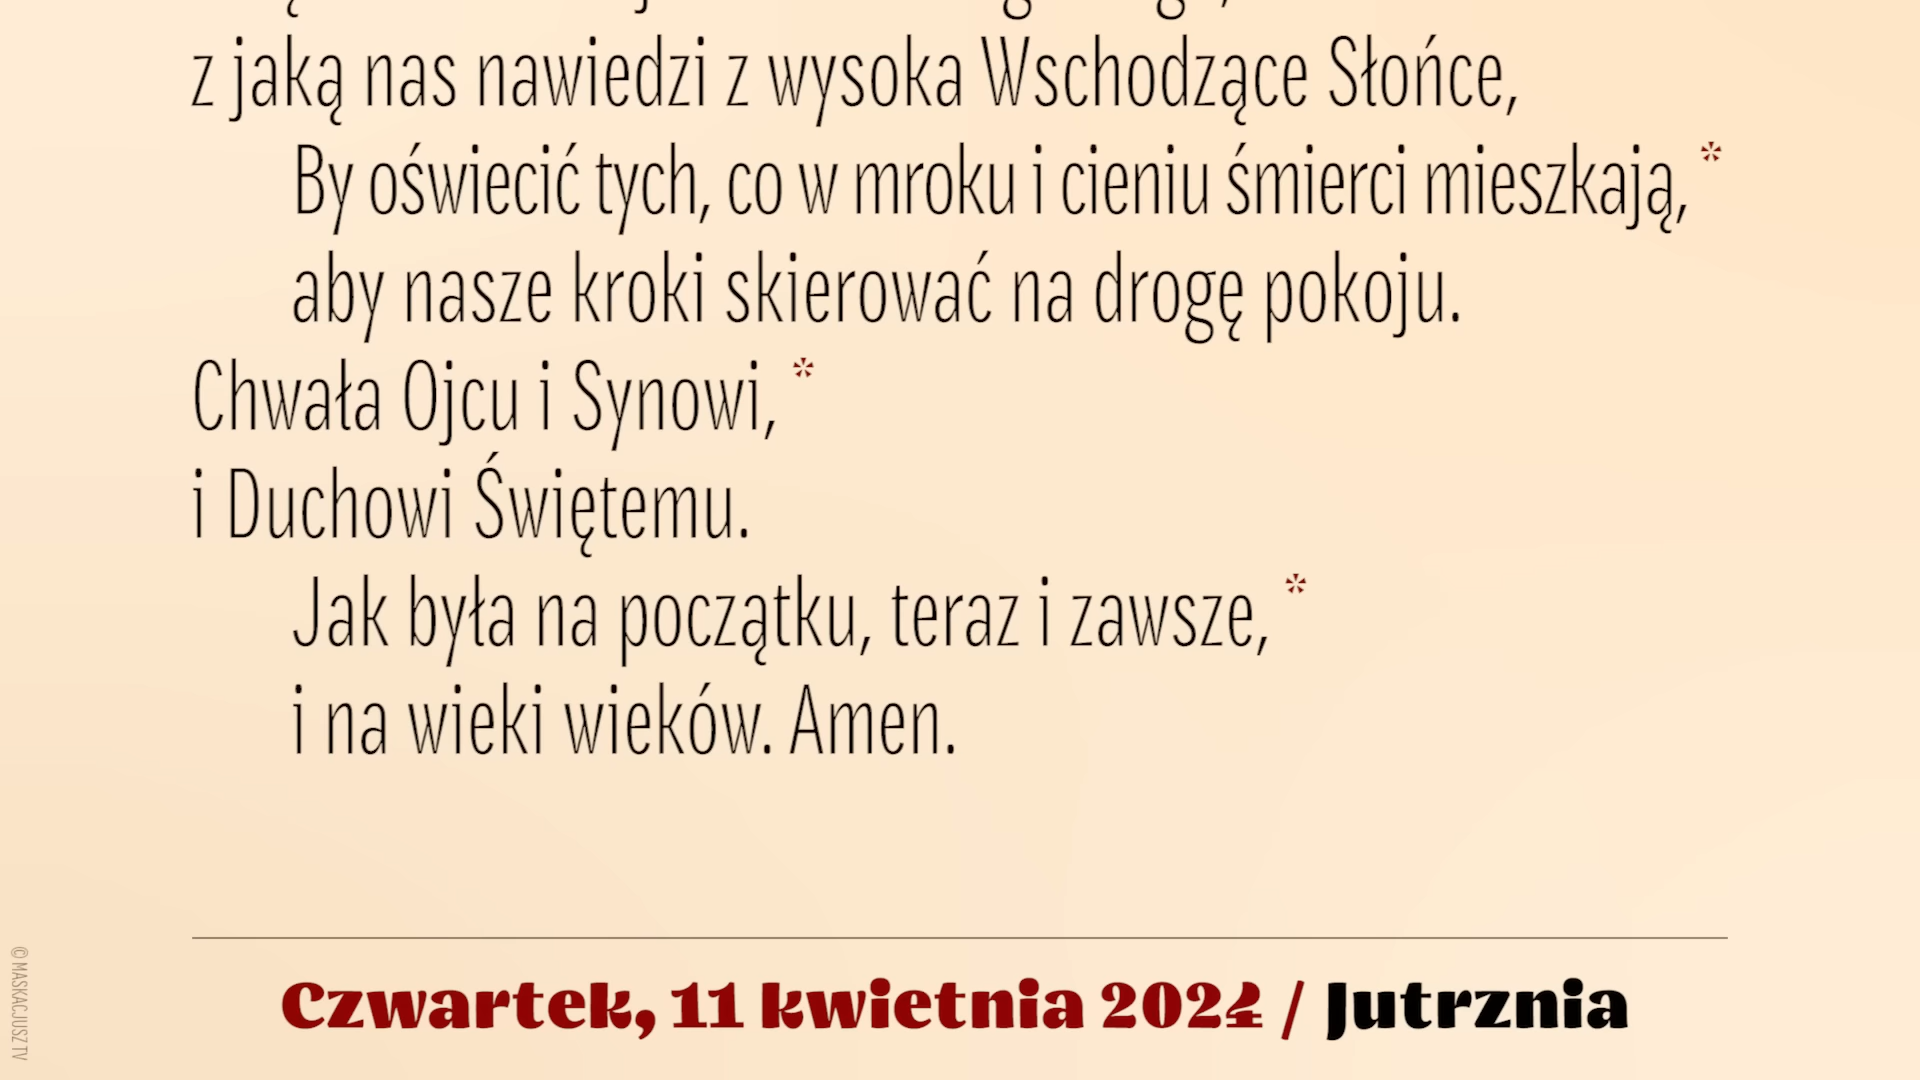 z jaką nas nawiedzi z wysoka Wschodzące Słońce,
By oświecić tych, co w mroku i cieniu śmierci mieszkają, *
aby nasze kroki skierować na drogę pokoju.
Chwała Ojcu i Synowi, *
i Duchowi Świętemu.
Jak była na początku, teraz i zawsze, *
i na wieki wieków. Amen.
Czwartek, 11 kwietnia 2024 / Jutrznia
© MASKACJUSZ TV